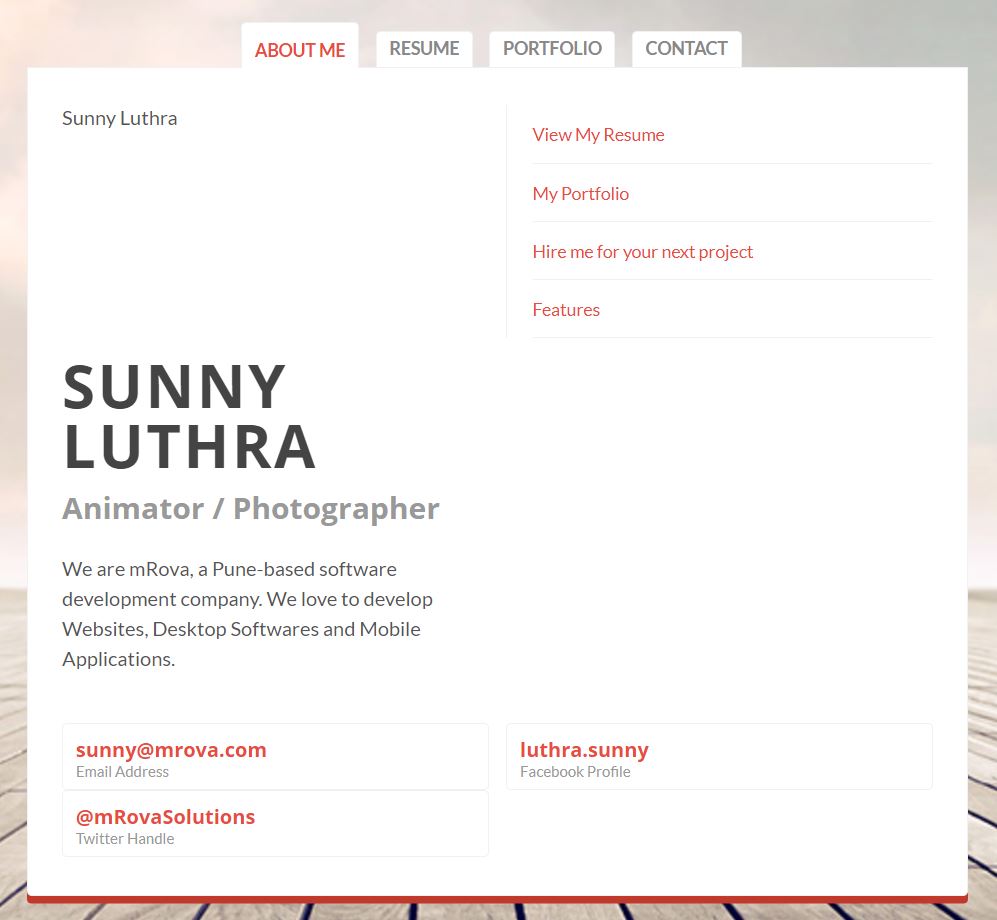 ABOUT ME
RESUME
PORTFOLIO
CONTACT
Sunny Luthra
View My Resume
My Portfolio
Hire me for your next project
Features
SUNNY
LUTHRA
Animator / Photographer
We are mRova, a Pune-based software
development company. We love to develop
Websites, Desktop Softwares and Mobile
Applications.
sunny@mrova.com
Email Address
luthra.sunny
Facebook Profile
@mRovaSolutions
Twitter Handle